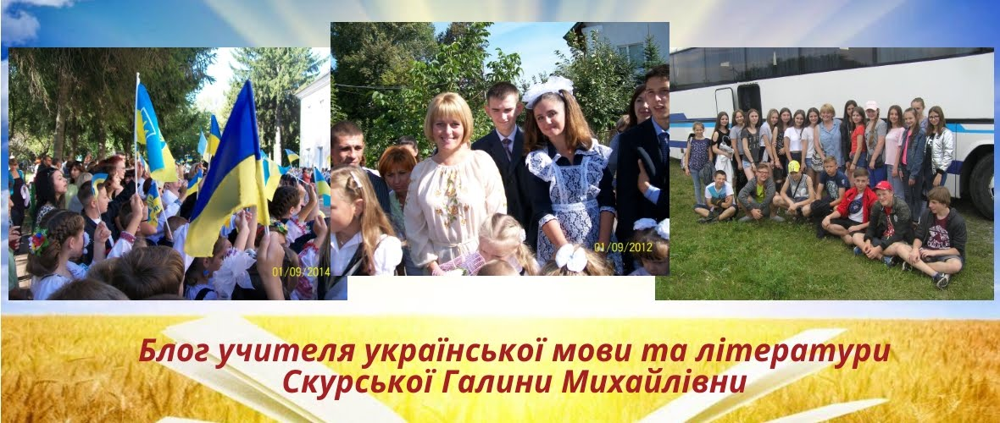 01/09/2014
01/09/2012
Блог учителя української мови та літератури
Скурської Галини Михайлівни